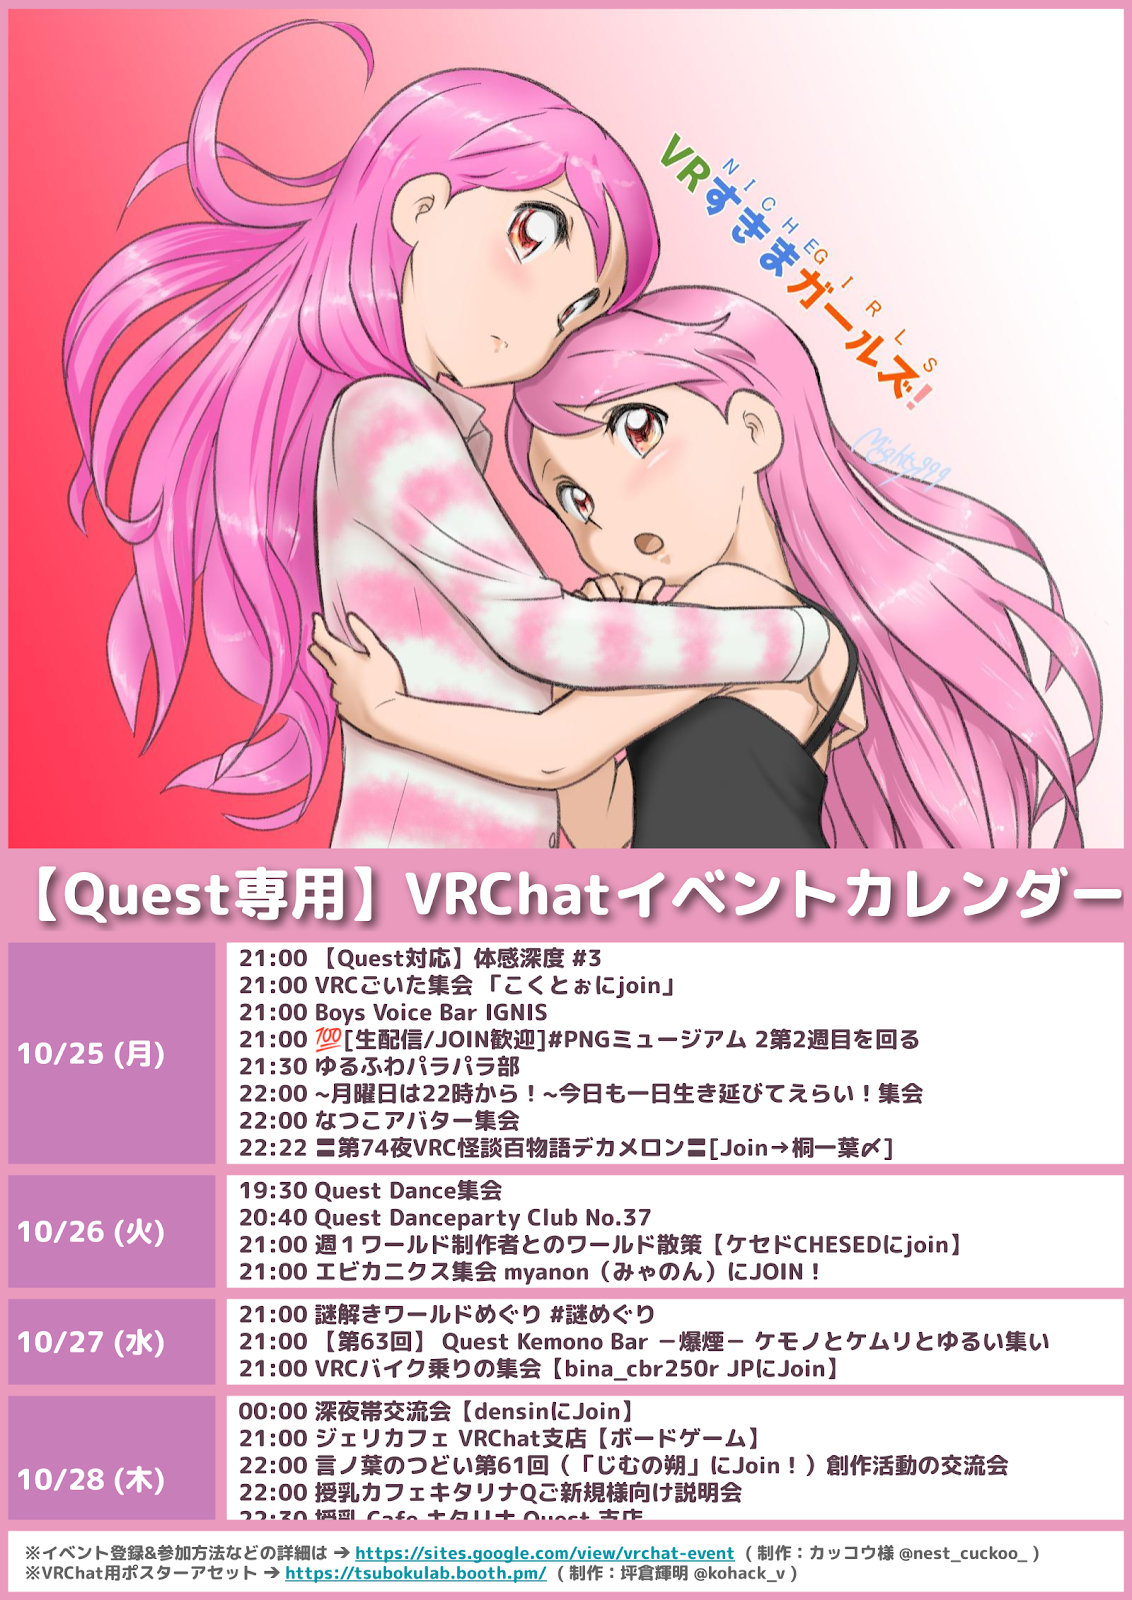 NICHE GIRLS
VRすきまガールズ!
Mighty999
【Quest専用】VRChatイベントカレンダー
10/25 (月)
21:00 【Quest対応】体感深度 #3
21:00 VRCごいた集会 「こくとぉにjoin」
21:00 Boys Voice Bar IGNIS
21:00 💯[生配信/JOIN歓迎]#PNGミュージアム 2第2週目を回る
21:30 ゆるふわパラパラ部
22:00 ~月曜日は22時から！~今日も一日生き延びてえらい！集会
22:00 なつこアバター集会
22:22 〓第74夜VRC怪談百物語デカメロン〓[Join→桐一葉〆]
10/26 (火)
19:30 Quest Dance集会
20:40 Quest Danceparty Club No.37
21:00 週１ワールド制作者とのワールド散策【ケセドCHESEDにjoin】
21:00 エビカニクス集会 myanon（みゃのん）にJOIN！
10/27 (水)
21:00 謎解きワールドめぐり #謎めぐり
21:00 【第63回】 Quest Kemono Bar －爆煙－ ケモノとケムリとゆるい集い
21:00 VRCバイク乗りの集会【bina_cbr250r JPにJoin】
10/28 (木)
00:00 深夜帯交流会【densinにJoin】
21:00 ジェリカフェ VRChat支店【ボードゲーム】
22:00 言ノ葉のつどい第61回（「じむの朔」にJoin！）創作活動の交流会
22:00 授乳カフェキタリナQご新規様向け説明会
22:30 授乳 Cafe キタリナ Quest 支店
※イベント登録&参加方法などの詳細は ➔ https://sites.google.com/view/vrchat-event ( 制作：カッコウ様 @nest_cuckoo_ )
※VRChat用ポスターアセット ➔ https://tsubokulab.booth.pm/ ( 制作：坪倉輝明 @kohack_v )